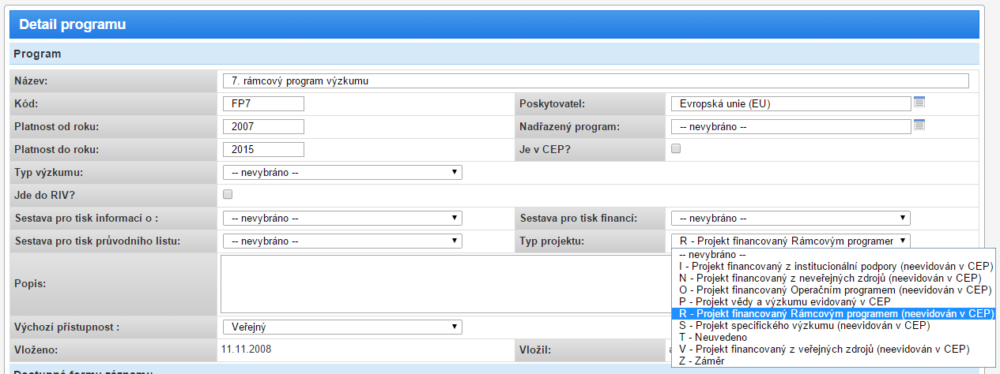 Detail programu
Program
Název: 7. rámcový program výzkumu
Kód: FP7 Poskytovatel: Evropská unie (EU)
Platnost od roku: 2007 Nadřazený program: -- nevybráno --
Platnost do roku: 2015 Je v CEP?
Typ výzkumu: -- nevybráno --
Jde do RIV?
Sestava pro tisk informací o : -- nevybráno -- Sestava pro tisk financí: -- nevybráno --
Sestava pro tisk průvodního listu: -- nevybráno -- Typ projektu: R - Projekt financovaný Rámcovým programem
-- nevybráno --
I - Projekt financovaný z institucionální podpory (neevidován v CEP)
N - Projekt financovaný z neveřejných zdrojů (neevidován v CEP)
O - Projekt financovaný Operačním programem (neevidován v CEP)
P - Projekt vědy a výzkumu evidovaný v CEP
R - Projekt financovaný Rámcovým programem (neevidován v CEP)
S - Projekt specifického výzkumu (neevidován v CEP)
T - Neuvedeno
V - Projekt financovaný z veřejných zdrojů (neevidován v CEP)
Z - Záměr
Popis:
Výchozí přístupnost : Veřejný
Vloženo: 11.11.2008 Vložil:
Dostupné formy záznamu